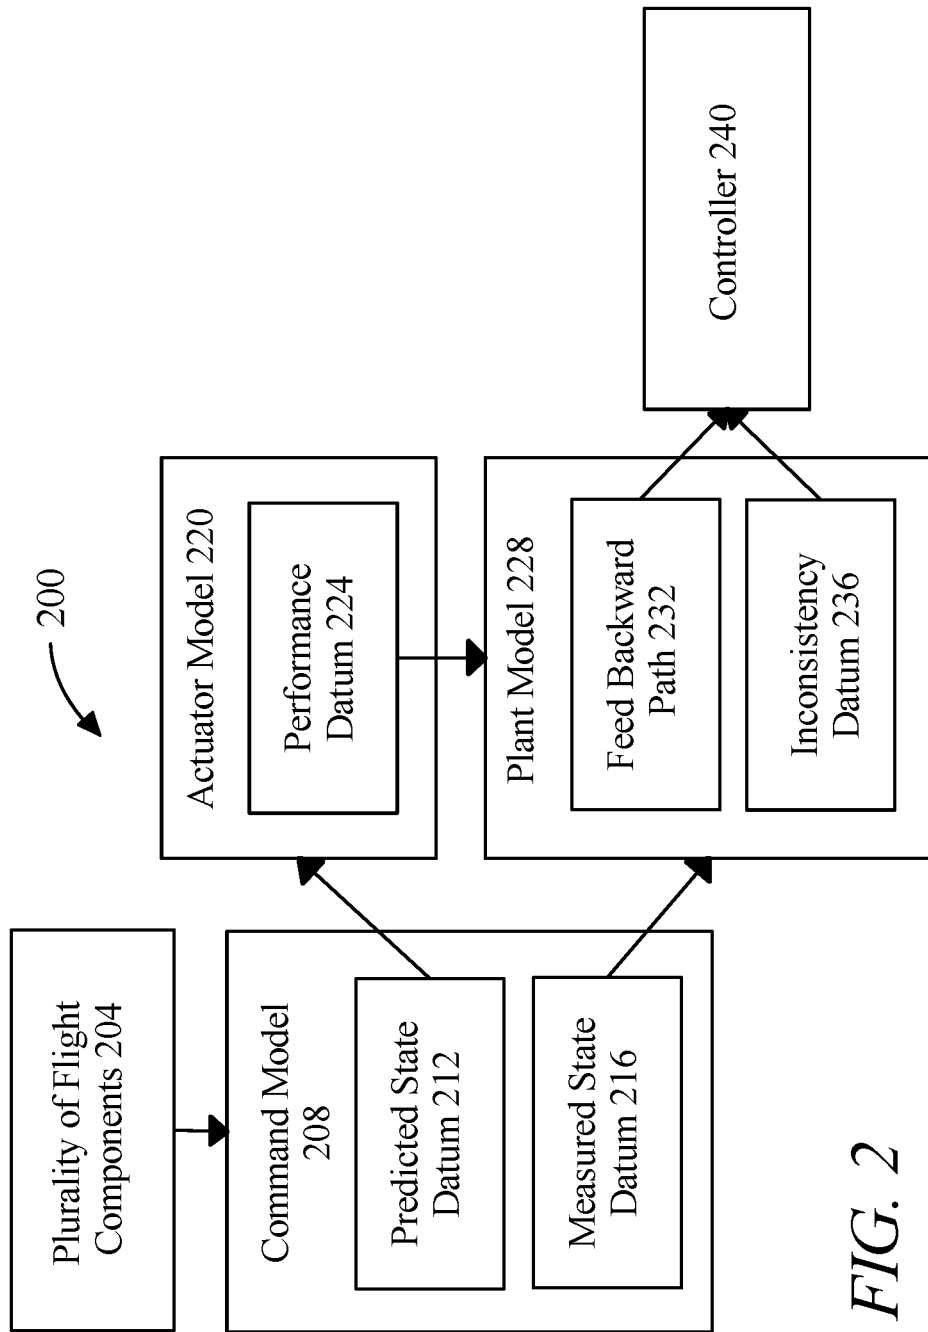 200
Plurality of Flight
Components 204
Command Model
208
Predicted State
Datum 212
Measured State
Datum 216
Actuator Model 220
Performance
Datum 224
Plant Model 228
Feed Backward
Path 232
Inconsistency
Datum 236
Controller 240
FIG. 2